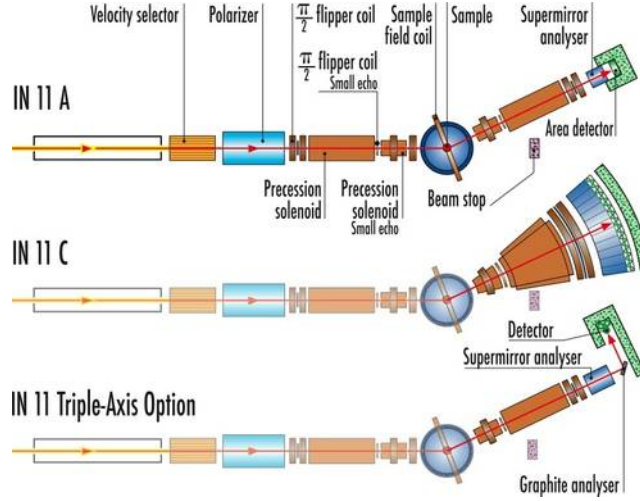 Velocity selector
Polarizer
π/2 flipper coil
π/2 flipper coil
Small echo
Sample
field coil
Sample
Supermirror
analyser
IN 11 A
Area detector
Precession
solenoid
Precession
solenoid
Small echo
Beam stop
IN 11 C
Detector
Supermirror analyser
IN 11 Triple-Axis Option
Graphite analyser